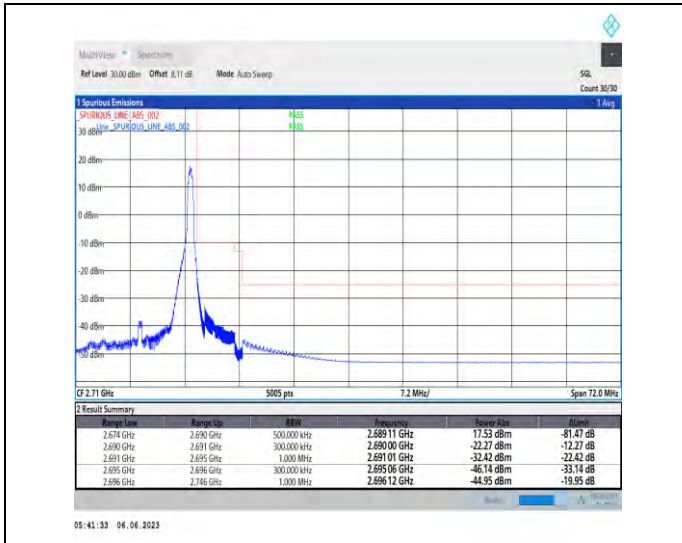 MultiView Spectrum
Ref Level 30.00 dBm Offset 8.11 dB Mode Auto Sweep SGL
Count 30/30
1 Spurious Emissions 1 Avg
_SPURIOUS_LINE_ABS_002 PASS
Line _SPURIOUS_LINE_ABS_002 PASS
30 dBm
20 dBm
10 dBm
0 dBm
-10 dBm
-20 dBm
-30 dBm
-40 dBm
-50 dBm
CF 2.71 GHz 5005 pts 7.2 MHz/ Span 72.0 MHz
2 Result Summary
Range Low Range Up RBW Frequency Power Abs ΔLimit
2.674 GHz 2.690 GHz 500.000 kHz 2.689 11 GHz 17.53 dBm -81.47 dB
2.690 GHz 2.691 GHz 300.000 kHz 2.690 00 GHz -22.27 dBm -12.27 dB
2.691 GHz 2.695 GHz 1.000 MHz 2.691 01 GHz -32.42 dBm -22.42 dB
2.695 GHz 2.696 GHz 300.000 kHz 2.695 06 GHz -46.14 dBm -33.14 dB
2.696 GHz 2.746 GHz 1.000 MHz 2.696 12 GHz -44.95 dBm -19.95 dB
05:41:33 06.06.2023